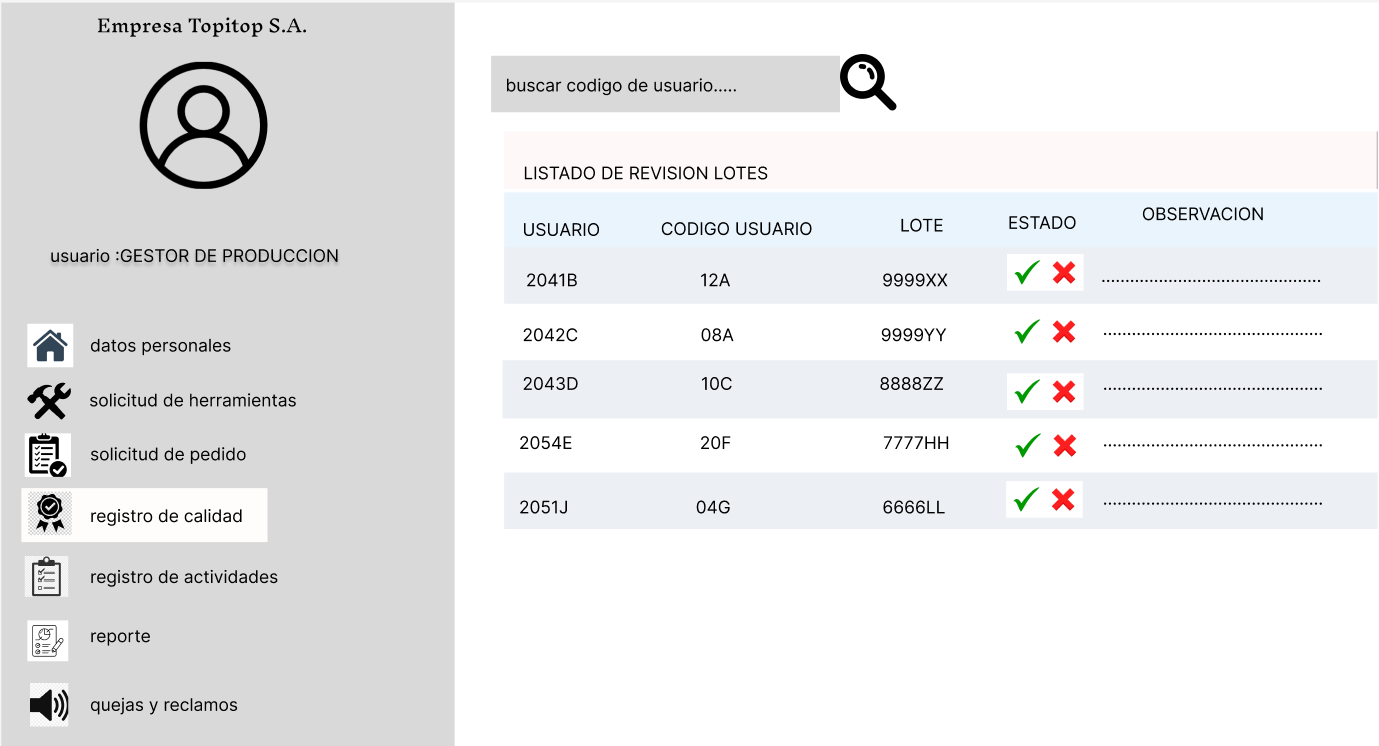 Empresa Topitop S.A.
usuario :GESTOR DE PRODUCCION
datos personales
solicitud de herramientas
solicitud de pedido
registro de calidad
registro de actividades
reporte
quejas y reclamos
buscar codigo de usuario.....
LISTADO DE REVISION LOTES
USUARIO CODIGO USUARIO LOTE ESTADO OBSERVACION
2041B 12A 9999XX
2042C 08A 9999YY
2043D 10C 8888ZZ
2054E 20F 7777HH
2051J 04G 6666LL